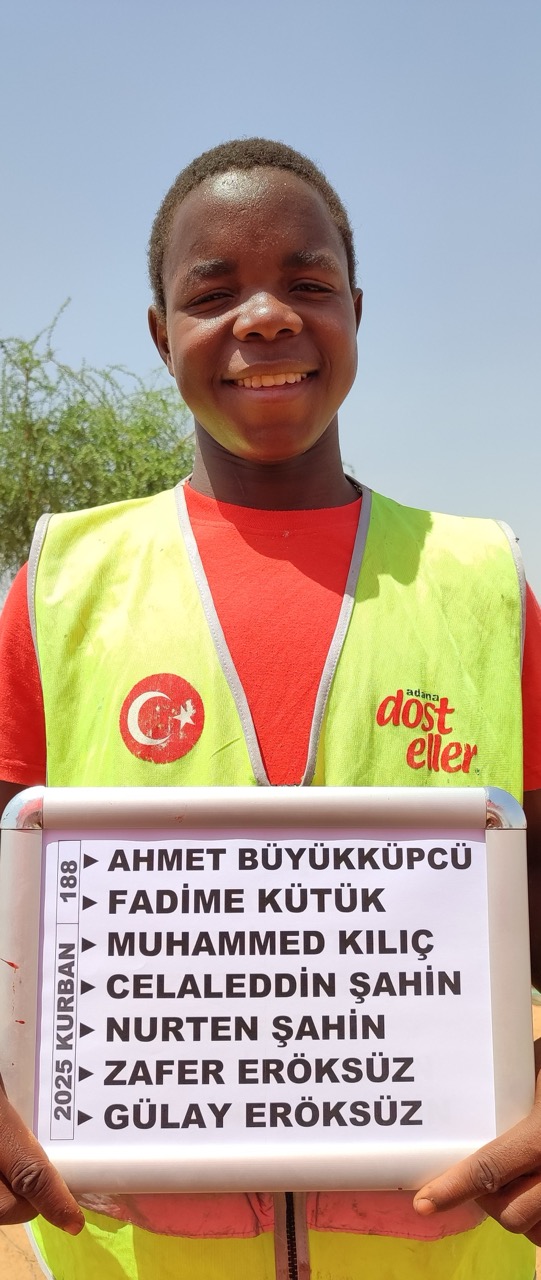 adana
dost
eller
188
2025 KURBAN
► AHMET BÜYÜKKÜPCÜ
► FADİME KÜTÜK
► MUHAMMED KILIÇ
► CELALEDDİN ŞAHİN
► NURTEN ŞAHİN
► ZAFER ERÖKSÜZ
► GÜLAY ERÖKSÜZ